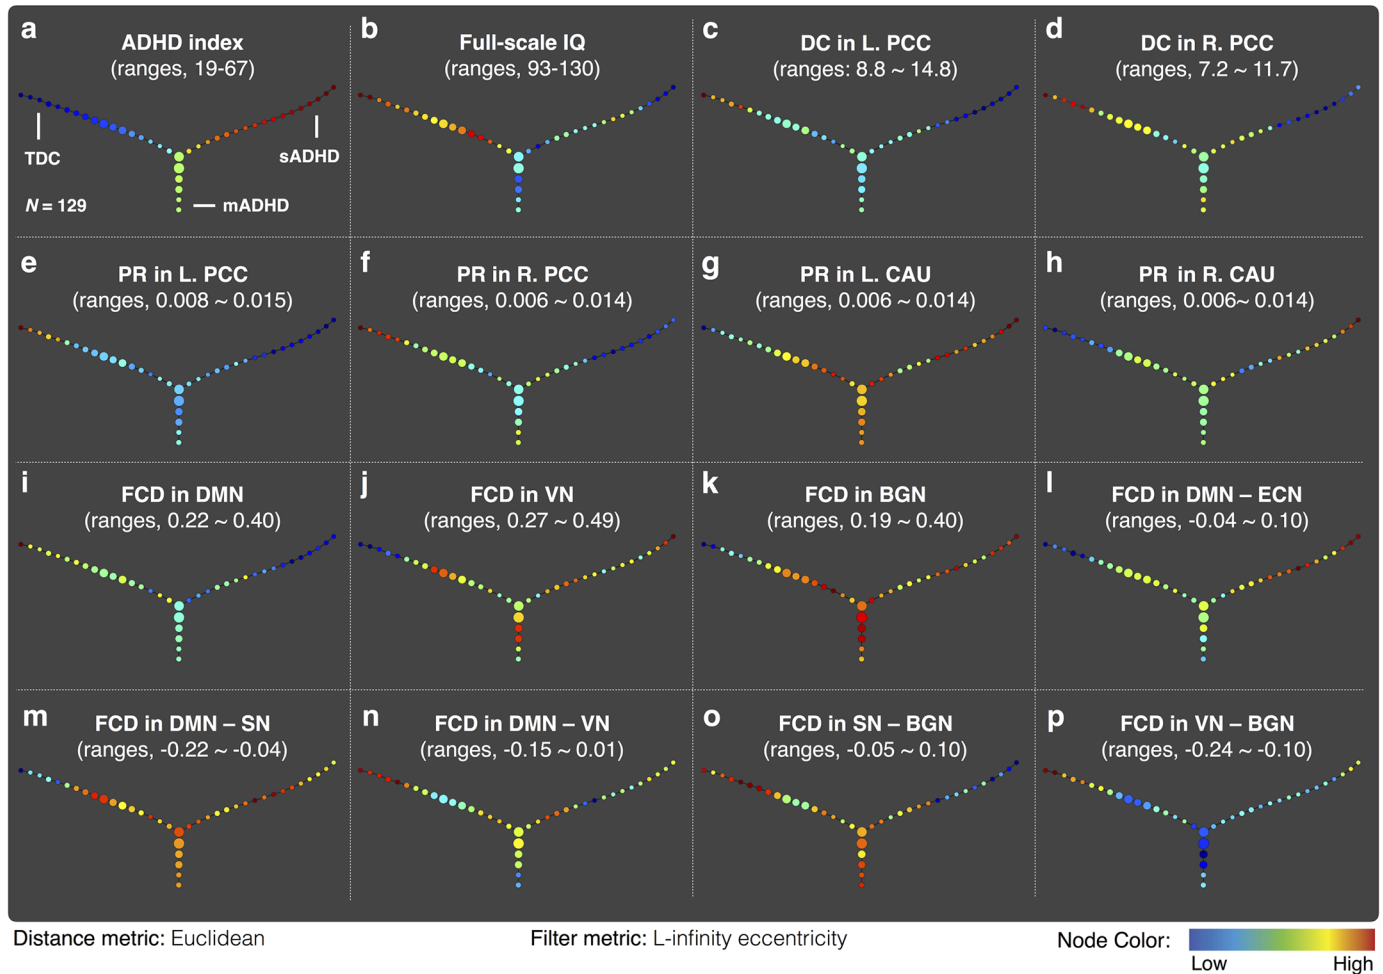 a
ADHD index
(ranges, 19-67)
TDC
sADHD
N = 129
mADHD
b
Full-scale IQ
(ranges, 93-130)
c
DC in L. PCC
(ranges: 8.8 ~ 14.8)
d
DC in R. PCC
(ranges, 7.2 ~ 11.7)
e
PR in L. PCC
(ranges, 0.008 ~ 0.015)
f
PR in R. PCC
(ranges, 0.006 ~ 0.014)
g
PR in L. CAU
(ranges, 0.006 ~ 0.014)
h
PR in R. CAU
(ranges, 0.006~ 0.014)
i
FCD in DMN
(ranges, 0.22 ~ 0.40)
j
FCD in VN
(ranges, 0.27 ~ 0.49)
k
FCD in BGN
(ranges, 0.19 ~ 0.40)
l
FCD in DMN – ECN
(ranges, -0.04 ~ 0.10)
m
FCD in DMN – SN
(ranges, -0.22 ~ -0.04)
n
FCD in DMN – VN
(ranges, -0.15 ~ 0.01)
o
FCD in SN – BGN
(ranges, -0.05 ~ 0.10)
p
FCD in VN – BGN
(ranges, -0.24 ~ -0.10)
Distance metric: Euclidean
Filter metric: L-infinity eccentricity
Node Color:
Low
High